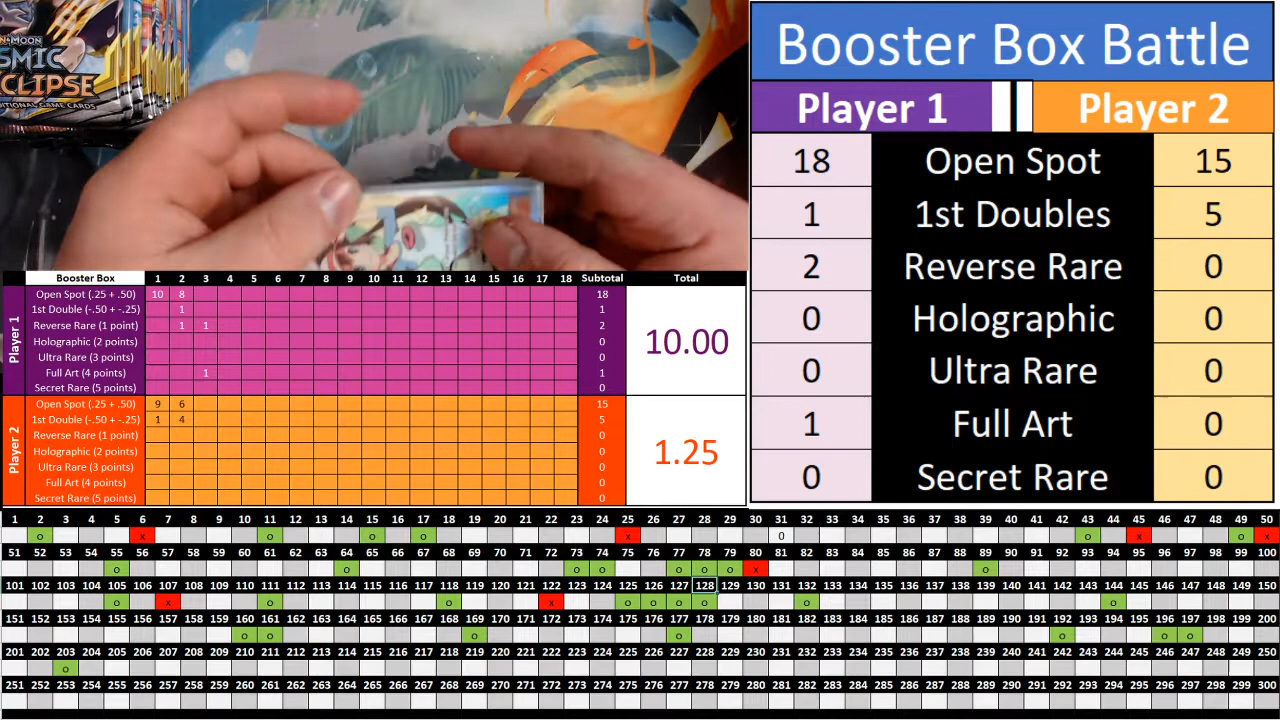 N & MOON
SMIC
CLIPSE
DITIONAL GAME CARDS
Booster Box Battle
Player 1 Player 2
18 Open Spot 15
1 1st Doubles 5
2 Reverse Rare 0
0 Holographic 0
0 Ultra Rare 0
1 Full Art 0
0 Secret Rare 0
Booster Box 1 2 3 4 5 6 7 8 9 10 11 12 13 14 15 16 17 18 Subtotal Total
Player 1
Open Spot (.25 + .50) 10 8 18
1st Double (-.50 + -.25) 1 1
Reverse Rare (1 point) 1 1 2
Holographic (2 points) 0
Ultra Rare (3 points) 0
Full Art (4 points) 1 1
Secret Rare (5 points) 0
10.00
Player 2
Open Spot (.25 + .50) 9 6 15
1st Double (-.50 + -.25) 1 4 5
Reverse Rare (1 point) 0
Holographic (2 points) 0
Ultra Rare (3 points) 0
Full Art (4 points) 0
Secret Rare (5 points) 0
1.25
1 2 3 4 5 6 7 8 9 10 11 12 13 14 15 16 17 18 19 20 21 22 23 24 25 26 27 28 29 30 31 32 33 34 35 36 37 38 39 40 41 42 43 44 45 46 47 48 49 50
o x o o o x 0 o x o x
51 52 53 54 55 56 57 58 59 60 61 62 63 64 65 66 67 68 69 70 71 72 73 74 75 76 77 78 79 80 81 82 83 84 85 86 87 88 89 90 91 92 93 94 95 96 97 98 99 100
o o o o o o o x o
101 102 103 104 105 106 107 108 109 110 111 112 113 114 115 116 117 118 119 120 121 122 123 124 125 126 127 128 129 130 131 132 133 134 135 136 137 138 139 140 141 142 143 144 145 146 147 148 149 150
o x o o x o o o o o o
151 152 153 154 155 156 157 158 159 160 161 162 163 164 165 166 167 168 169 170 171 172 173 174 175 176 177 178 179 180 181 182 183 184 185 186 187 188 189 190 191 192 193 194 195 196 197 198 199 200
o o o o o o o
201 202 203 204 205 206 207 208 209 210 211 212 213 214 215 216 217 218 219 220 221 222 223 224 225 226 227 228 229 230 231 232 233 234 235 236 237 238 239 240 241 242 243 244 245 246 247 248 249 250
o
251 252 253 254 255 256 257 258 259 260 261 262 263 264 265 266 267 268 269 270 271 272 273 274 275 276 277 278 279 280 281 282 283 284 285 286 287 288 289 290 291 292 293 294 295 296 297 298 299 300